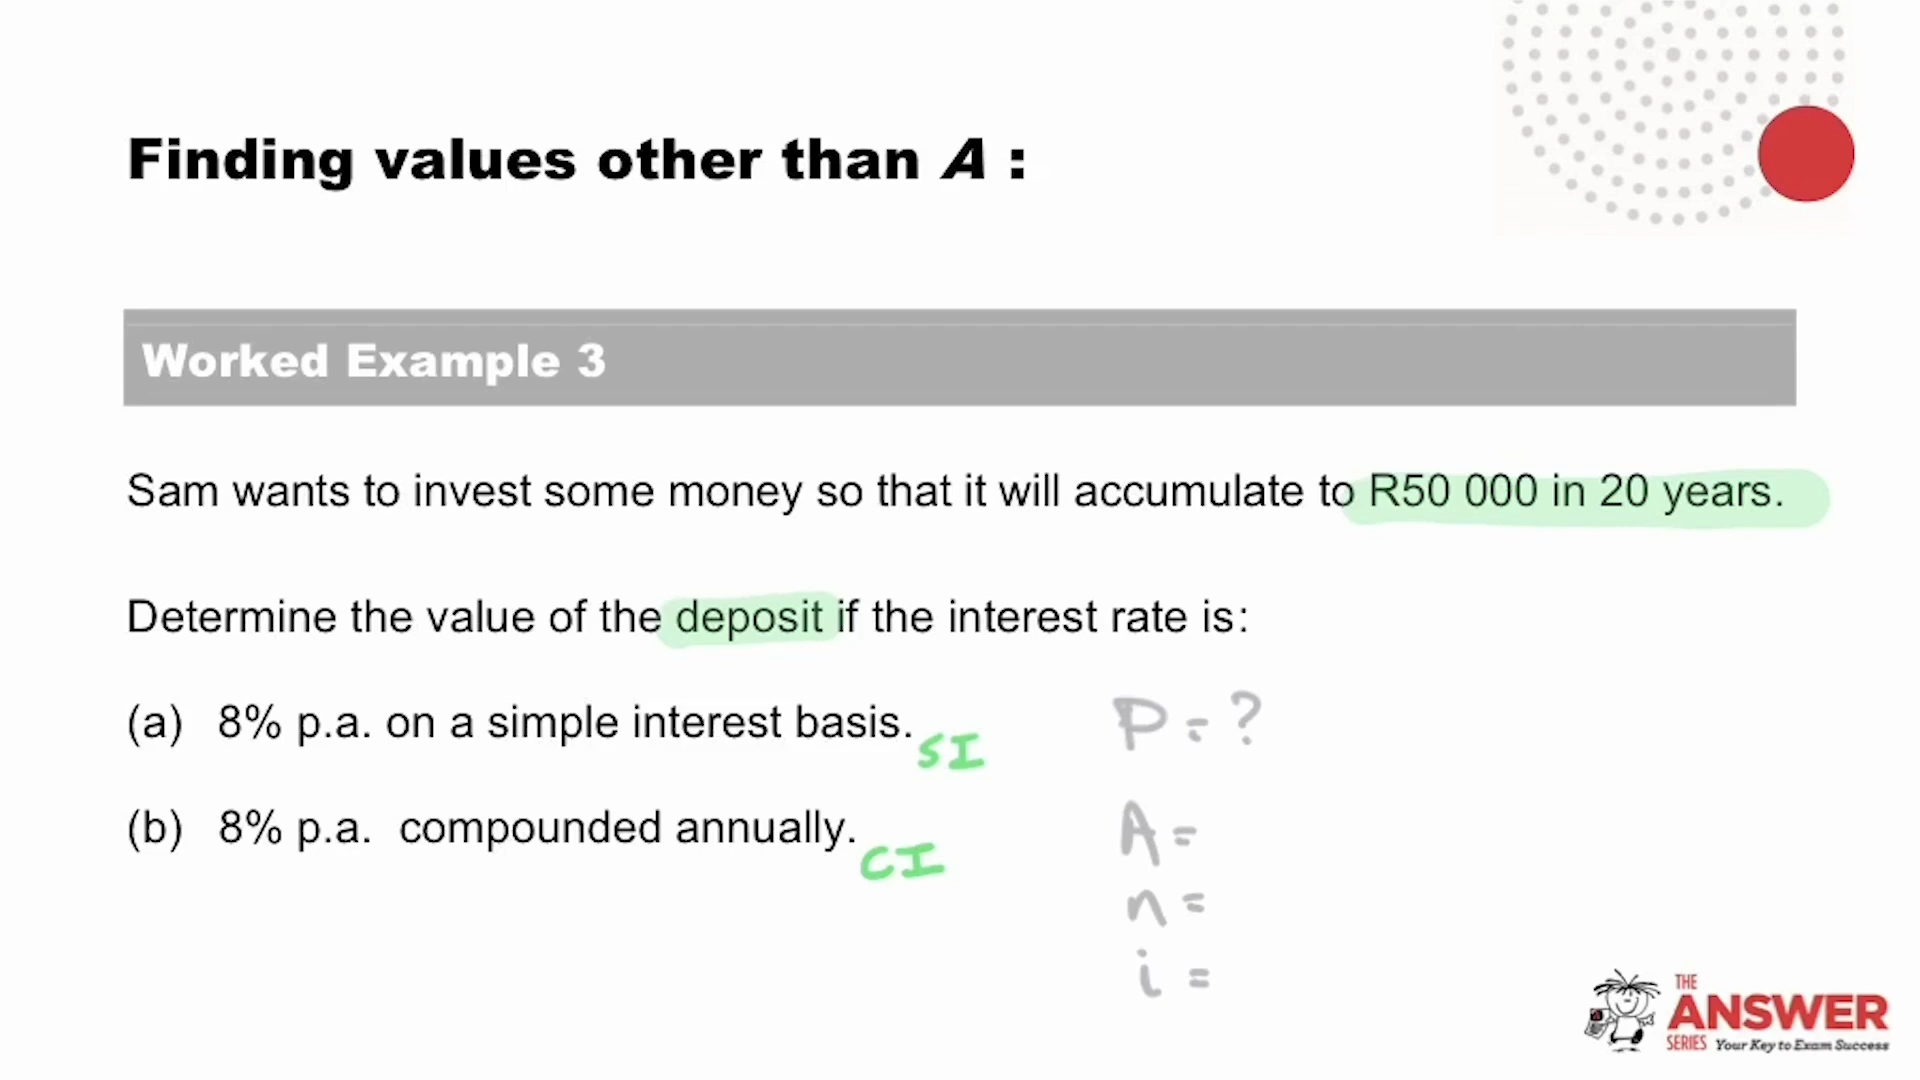 Finding values other than A :
Worked Example 3
Sam wants to invest some money so that it will accumulate to R50 000 in 20 years.
Determine the value of the deposit if the interest rate is:
(a) 8% p.a. on a simple interest basis.
SI
P = ?
(b) 8% p.a. compounded annually.
CI
A =
n =
i =
THE
ANSWER
SERIES Your Key to Exam Success